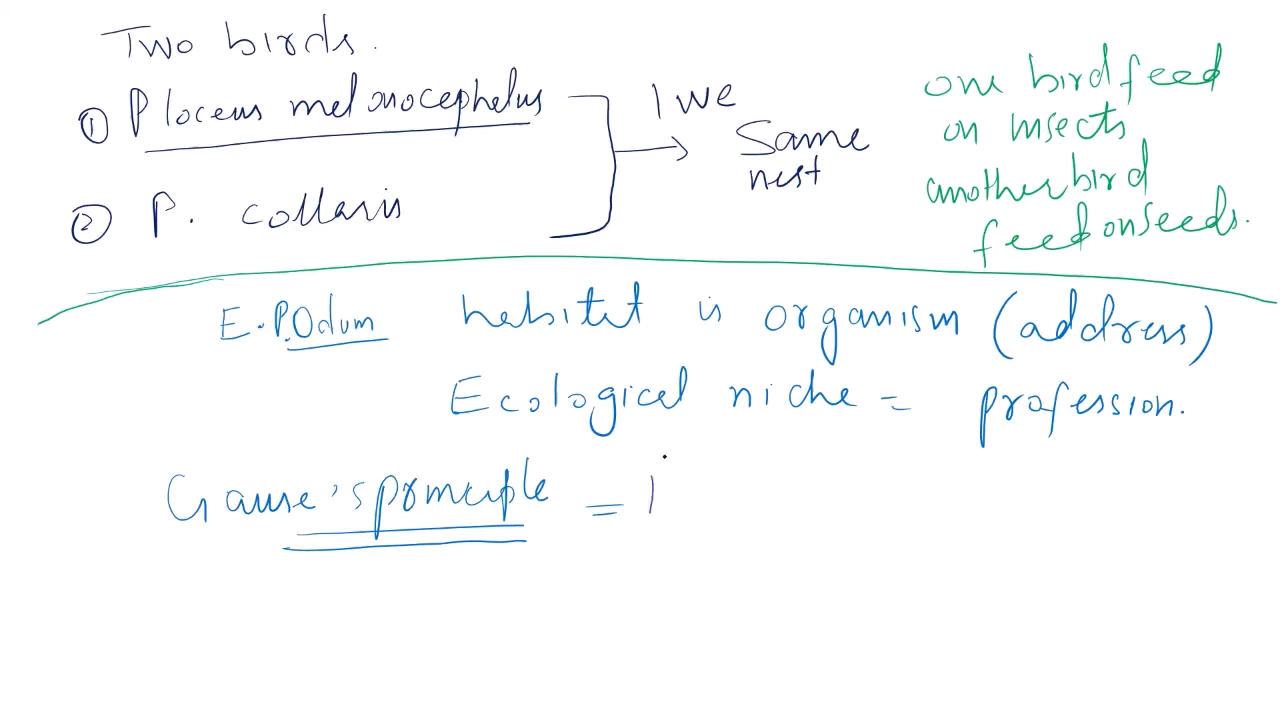 Two birds.
① Ploceus melanocephelus
② P. collaris
live
Same
nest
one bird feed
on insects
another bird
feed on seeds.
E.P. Odum habitat is organism (address)
Ecological niche = profession.
Gause's principle = l